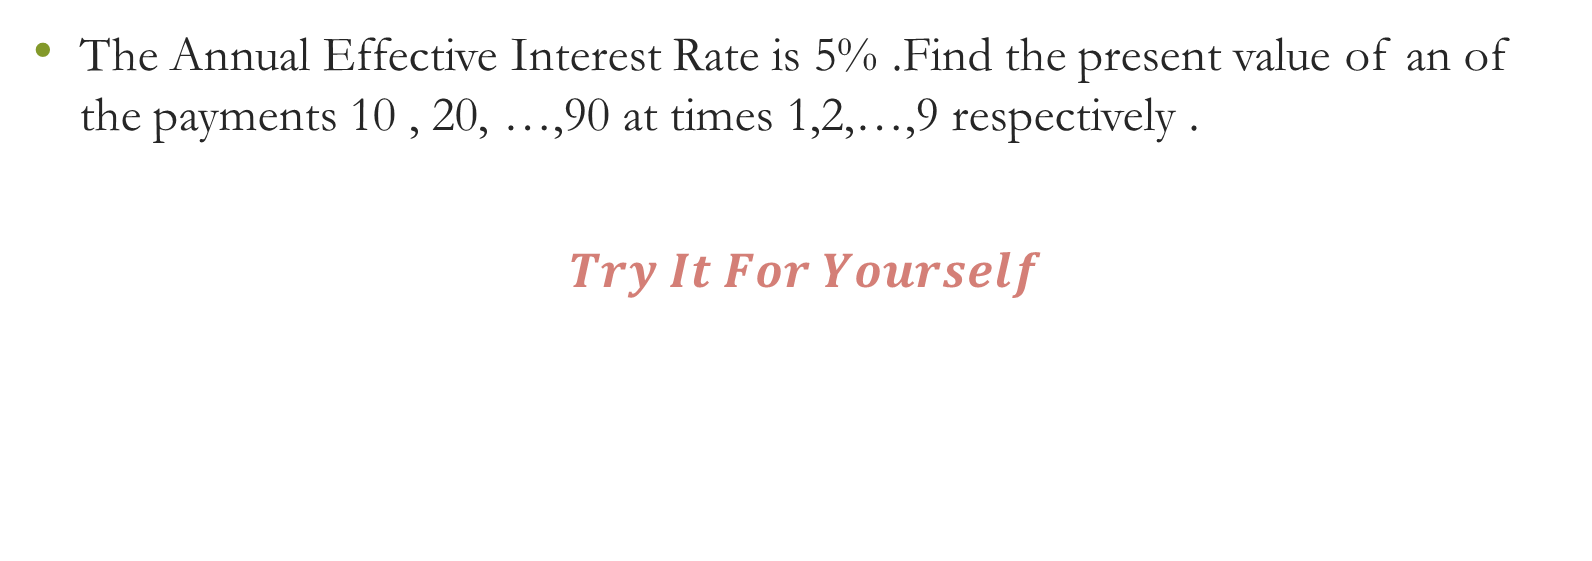 • The Annual Effective Interest Rate is 5% .Find the present value of an of
the payments 10 , 20, …,90 at times 1,2,…,9 respectively .
Try It For Yourself